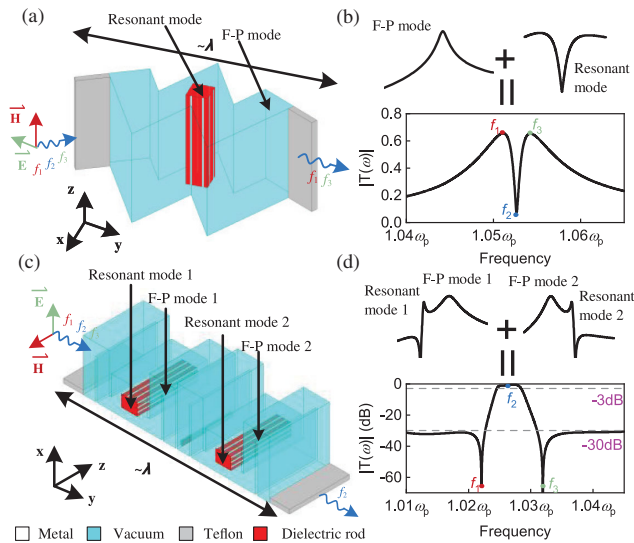 (a)
Resonant mode
F-P mode
~λ
H
E
f1
f2
f3
f1
f3
z
x
y
(b)
Resonant
mode
|T(ω)|
0.8
0.6
0.4
0.2
0.0
f1
f3
f2
1.04ωp
1.05ωp
1.06ωp
Frequency
(c)
Resonant mode 1
F-P mode 1
Resonant mode 2
F-P mode 2
E
H
f1
f2
f3
~λ
x
z
y
f2
(d)
F-P mode 1
F-P mode 2
Resonant
mode 1
Resonant
mode 2
|T(ω)| (dB)
0
-20
-40
-60
f2
-3dB
-30dB
f1
f3
1.01ωp
1.02ωp
1.03ωp
1.04ωp
Frequency
Metal
Vacuum
Teflon
Dielectric rod